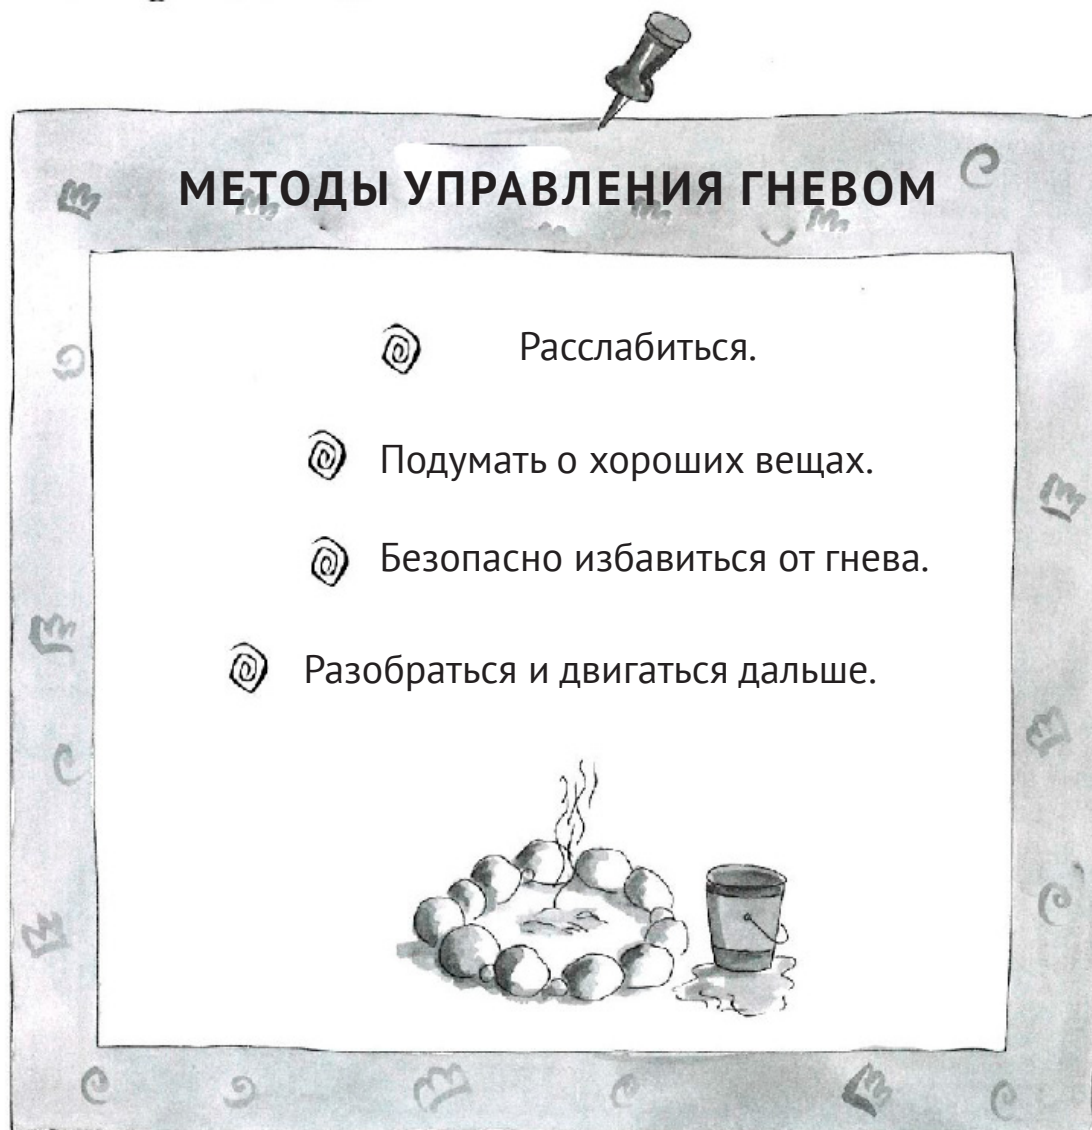 МЕТОДЫ УПРАВЛЕНИЯ ГНЕВОМ
Расслабиться.
Подумать о хороших вещах.
Безопасно избавиться от гнева.
Разобраться и двигаться дальше.